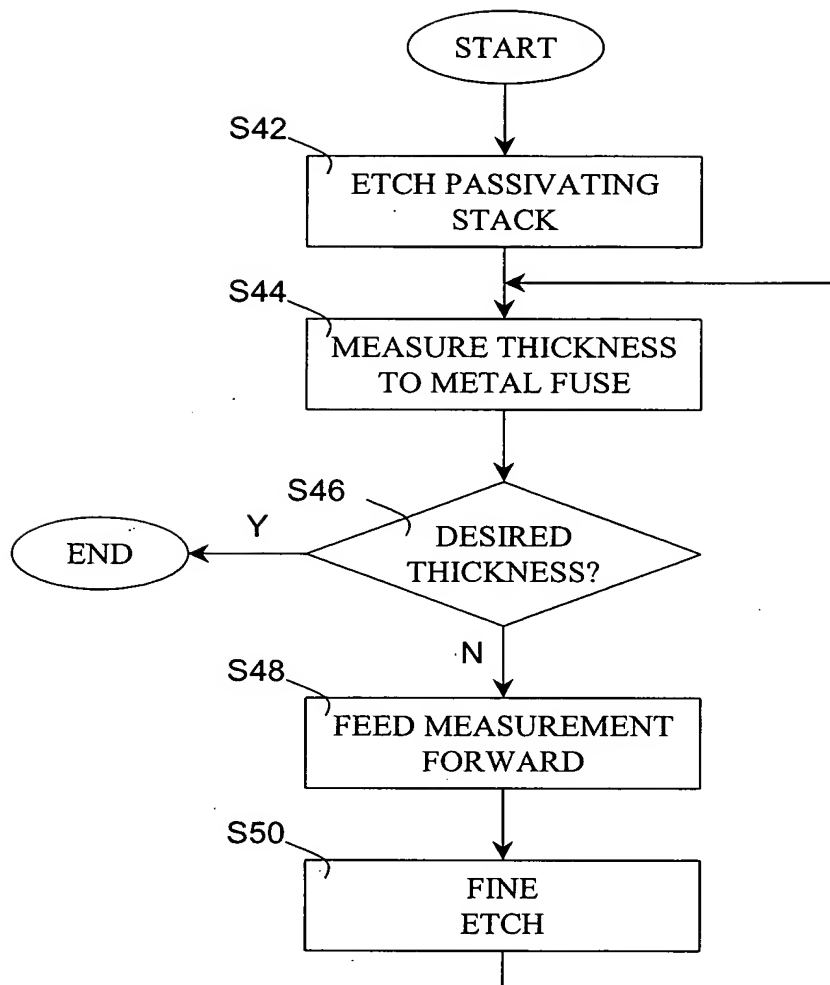 START
S42
ETCH PASSIVATING
STACK
S44
MEASURE THICKNESS
TO METAL FUSE
S46
DESIRED
THICKNESS?
Y
END
N
S48
FEED MEASUREMENT
FORWARD
S50
FINE
ETCH